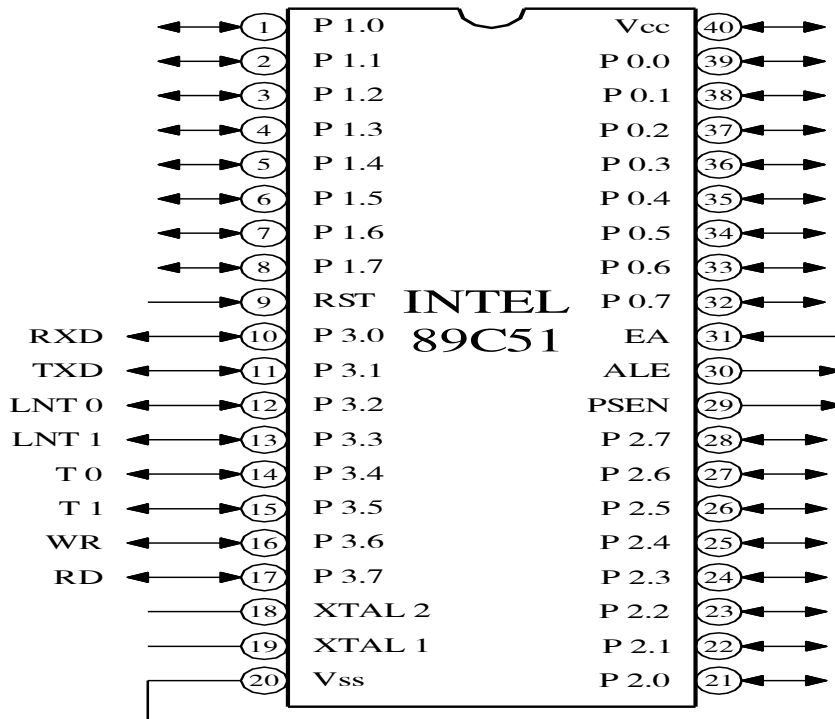 1 P 1.0 Vcc 40
2 P 1.1 P 0.0 39
3 P 1.2 P 0.1 38
4 P 1.3 P 0.2 37
5 P 1.4 P 0.3 36
6 P 1.5 P 0.4 35
7 P 1.6 P 0.5 34
8 P 1.7 P 0.6 33
9 RST INTEL P 0.7 32
RXD 10 P 3.0 89C51 EA 31
TXD 11 P 3.1 ALE 30
LNT 0 12 P 3.2 PSEN 29
LNT 1 13 P 3.3 P 2.7 28
T 0 14 P 3.4 P 2.6 27
T 1 15 P 3.5 P 2.5 26
WR 16 P 3.6 P 2.4 25
RD 17 P 3.7 P 2.3 24
18 XTAL 2 P 2.2 23
19 XTAL 1 P 2.1 22
20 Vss P 2.0 21